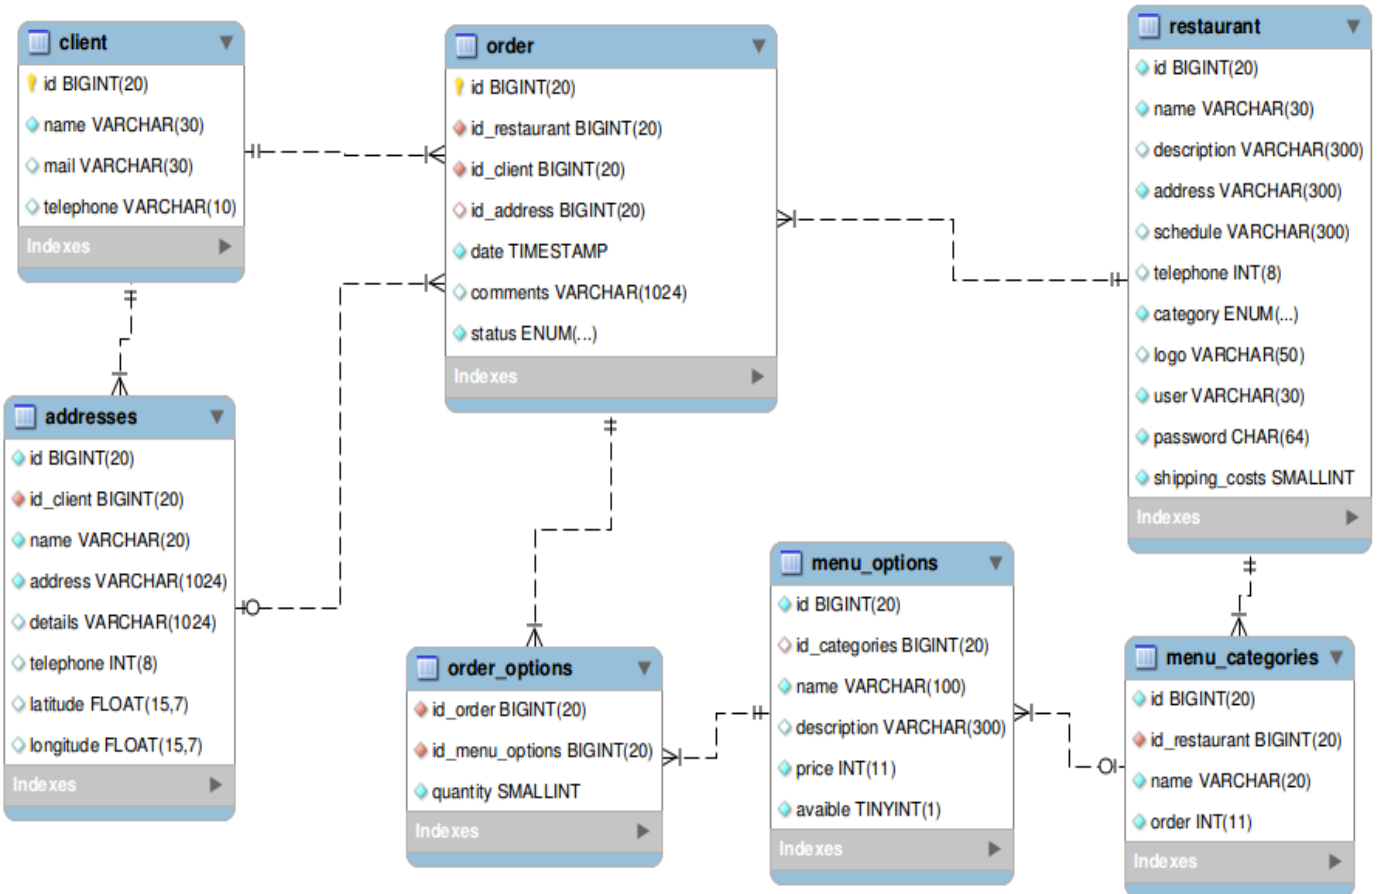 client
id BIGINT(20)
name VARCHAR(30)
mail VARCHAR(30)
telephone VARCHAR(10)
Indexes
order
id BIGINT(20)
id_restaurant BIGINT(20)
id_client BIGINT(20)
id_address BIGINT(20)
date TIMESTAMP
comments VARCHAR(1024)
status ENUM(...)
Indexes
restaurant
id BIGINT(20)
name VARCHAR(30)
description VARCHAR(300)
address VARCHAR(300)
schedule VARCHAR(300)
telephone INT(8)
category ENUM(...)
logo VARCHAR(50)
user VARCHAR(30)
password CHAR(64)
shipping_costs SMALLINT
Indexes
addresses
id BIGINT(20)
id_client BIGINT(20)
name VARCHAR(20)
address VARCHAR(1024)
details VARCHAR(1024)
telephone INT(8)
latitude FLOAT(15,7)
longitude FLOAT(15,7)
Indexes
order_options
id_order BIGINT(20)
id_menu_options BIGINT(20)
quantity SMALLINT
Indexes
menu_options
id BIGINT(20)
id_categories BIGINT(20)
name VARCHAR(100)
description VARCHAR(300)
price INT(11)
avaible TINYINT(1)
Indexes
menu_categories
id BIGINT(20)
id_restaurant BIGINT(20)
name VARCHAR(20)
order INT(11)
Indexes